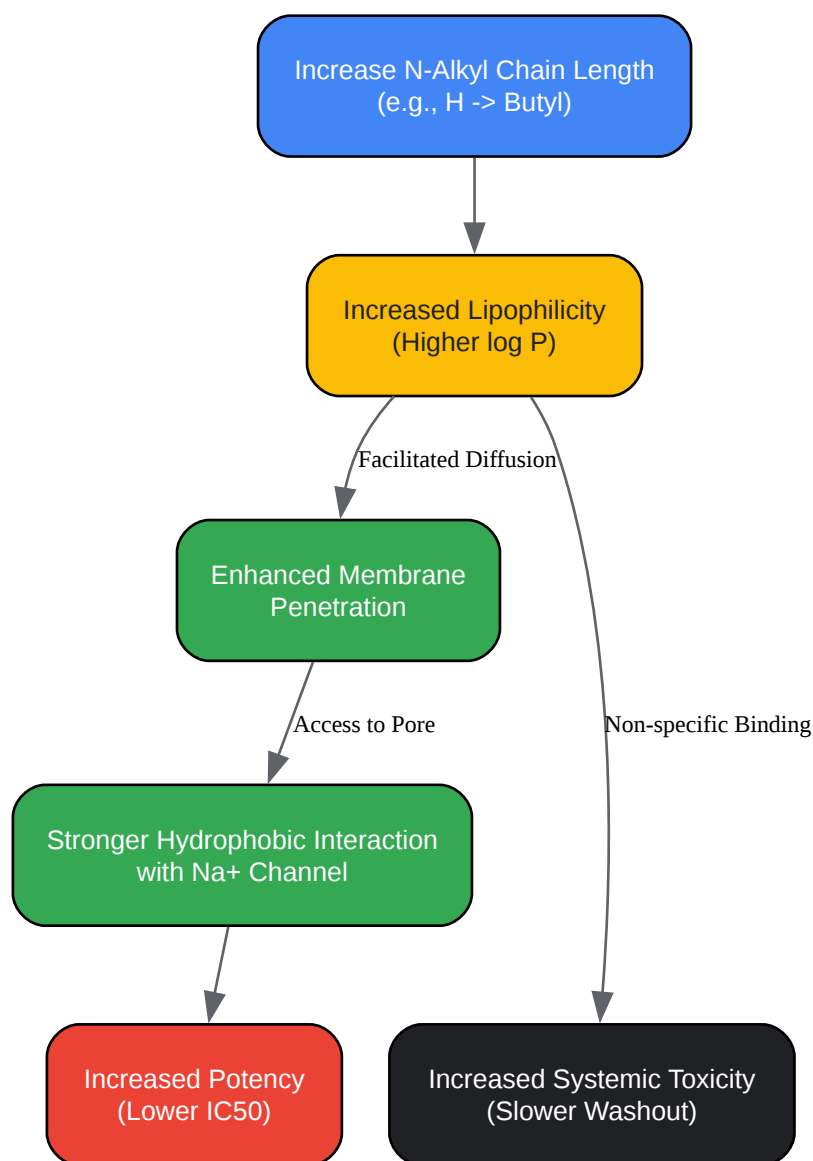 Increase N-Alkyl Chain Length
(e.g., H -> Butyl)
Increased Lipophilicity
(Higher log P)
Facilitated Diffusion
Enhanced Membrane
Penetration
Access to Pore
Non-specific Binding
Stronger Hydrophobic Interaction
with Na+ Channel
Increased Potency
(Lower IC50)
Increased Systemic Toxicity
(Slower Washout)